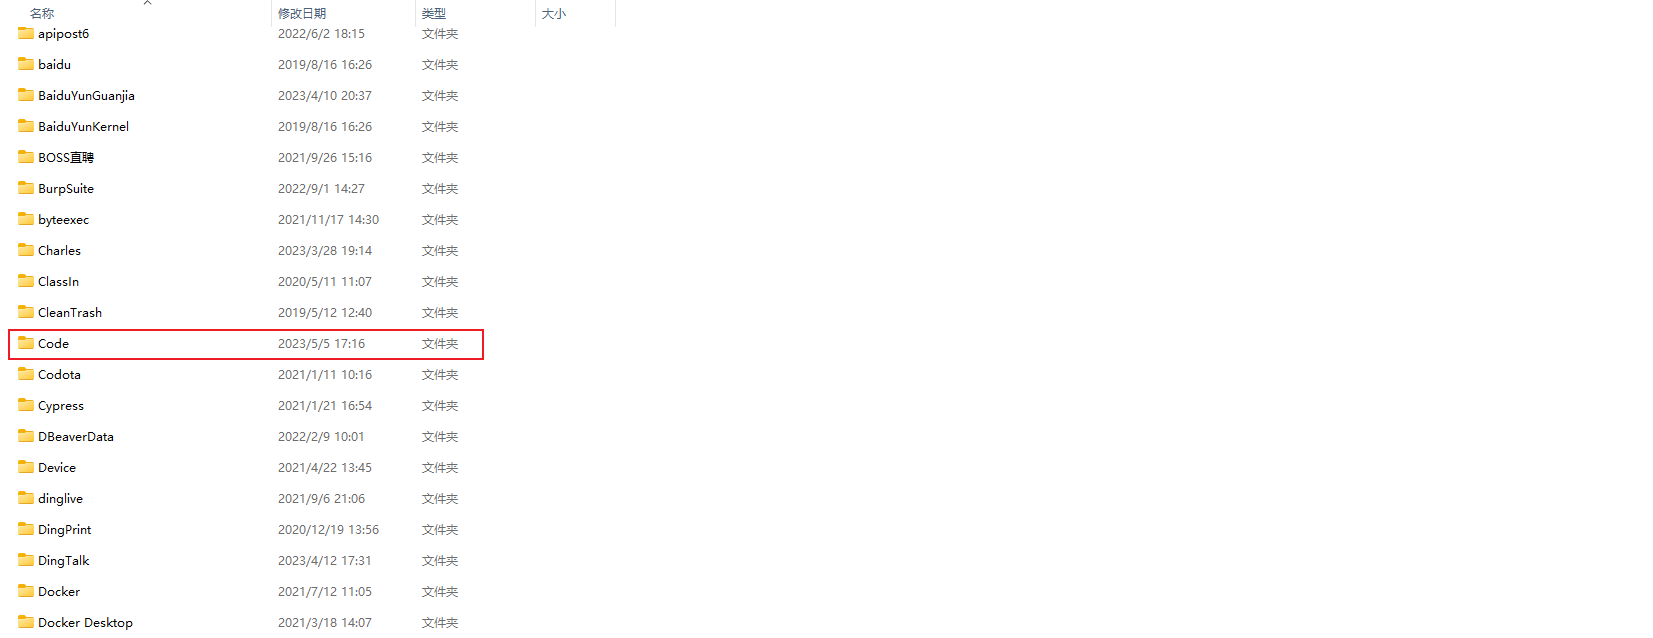 名称 修改日期 类型 大小
apipost6 2022/6/2 18:15 文件夹
baidu 2019/8/16 16:26 文件夹
BaiduYunGuanjia 2023/4/10 20:37 文件夹
BaiduYunKernel 2019/8/16 16:26 文件夹
BOSS直聘 2021/9/26 15:16 文件夹
BurpSuite 2022/9/1 14:27 文件夹
byteexec 2021/11/17 14:30 文件夹
Charles 2023/3/28 19:14 文件夹
ClassIn 2020/5/11 11:07 文件夹
CleanTrash 2019/5/12 12:40 文件夹
Code 2023/5/5 17:16 文件夹
Codota 2021/1/11 10:16 文件夹
Cypress 2021/1/21 16:54 文件夹
DBeaverData 2022/2/9 10:01 文件夹
Device 2021/4/22 13:45 文件夹
dinglive 2021/9/6 21:06 文件夹
DingPrint 2020/12/19 13:56 文件夹
DingTalk 2023/4/12 17:31 文件夹
Docker 2021/7/12 11:05 文件夹
Docker Desktop 2021/3/18 14:07 文件夹